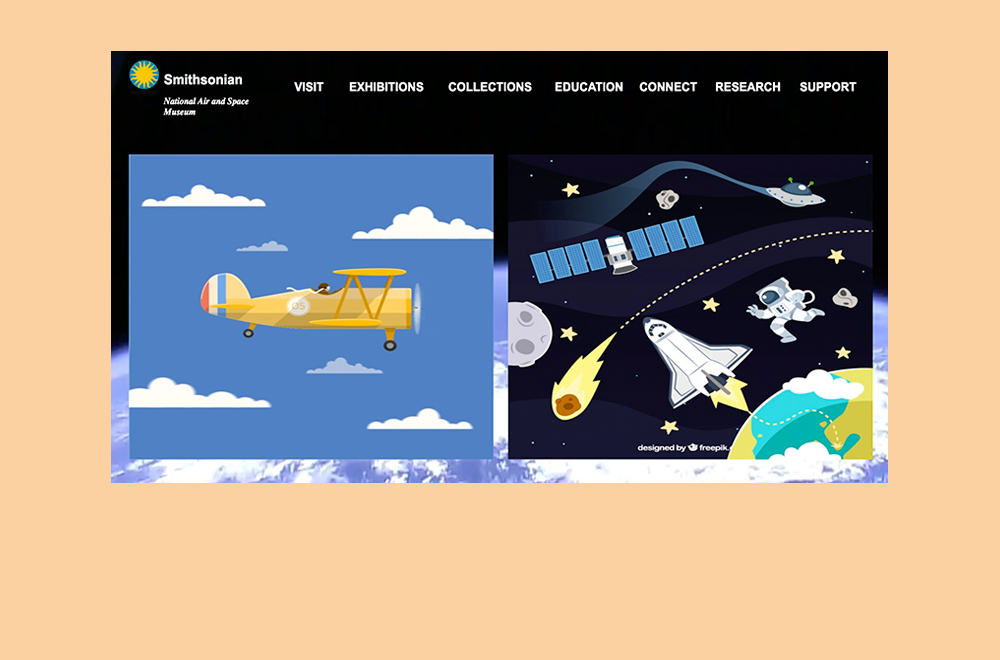 Smithsonian
National Air and Space
Museum
VISIT EXHIBITIONS COLLECTIONS EDUCATION CONNECT RESEARCH SUPPORT
05
designed by freepik.c